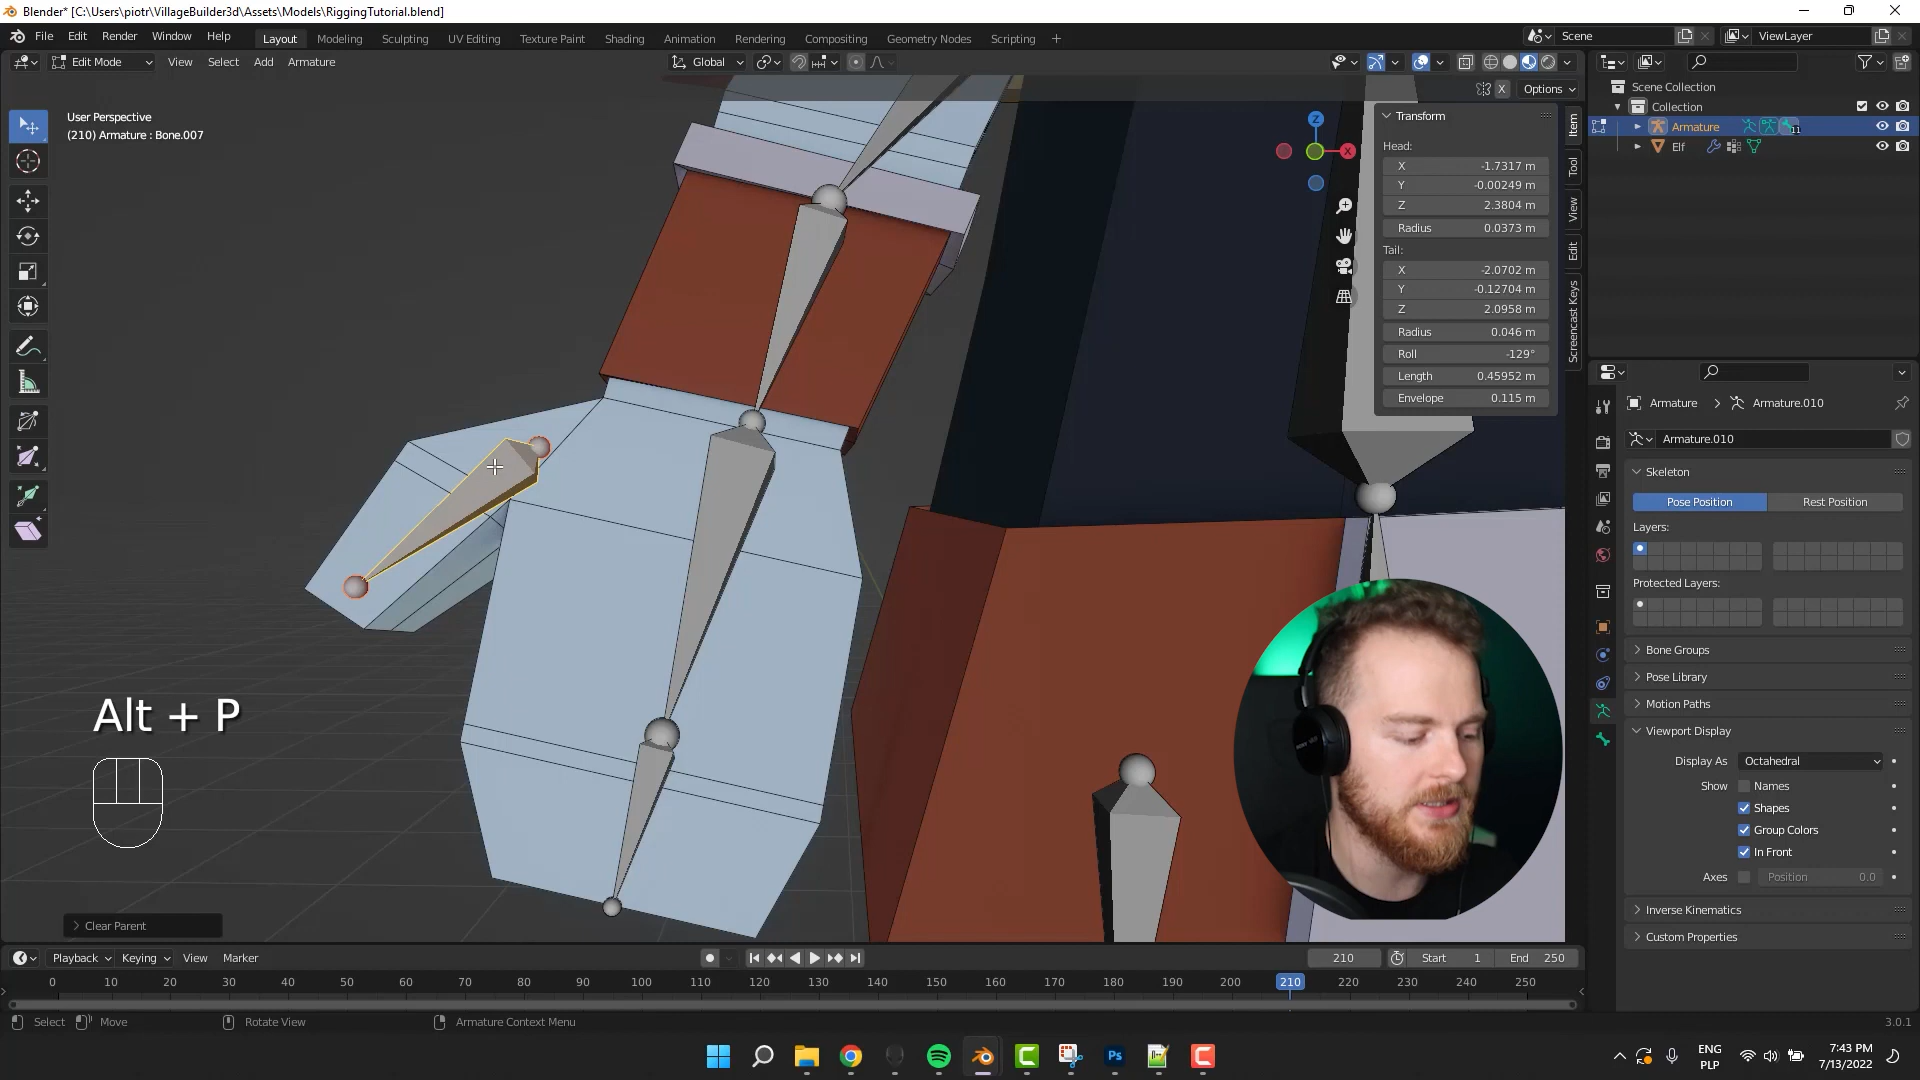 Blender* [C:\Users\piotr\VillageBuilder3d\Assets\Models\RiggingTutorial.blend]
File Edit Render Window Help Layout Modeling Sculpting UV Editing Texture Paint Shading Animation Rendering Compositing Geometry Nodes Scripting + Scene ViewLayer
Edit Mode View Select Add Armature Global
X Options
User Perspective
(210) Armature : Bone.007
Transform
Head:
X -1.7317 m
Y -0.00249 m
Z 2.3804 m
Radius 0.0373 m
Tail:
X -2.0702 m
Y -0.12704 m
Z 2.0958 m
Radius 0.046 m
Roll -129°
Length 0.45952 m
Envelope 0.115 m
Item
Tool
View
Edit
Screencast Keys
Z
X
Scene Collection
Collection
Armature 11
Elf
Armature > Armature.010
Armature.010
Skeleton
Pose Position Rest Position
Layers:
Protected Layers:
Bone Groups
Pose Library
Motion Paths
Viewport Display
Display As Octahedral
Show Names
Shapes
Group Colors
In Front
Axes Position 0.0
Inverse Kinematics
Custom Properties
Alt + P
Clear Parent
Playback Keying View Marker 210 Start 1 End 250
0 10 20 30 40 50 60 70 80 90 100 110 120 130 140 150 160 170 180 190 200 210 220 230 240 250
Select Move Rotate View Armature Context Menu 3.0.1
ENG
PLP
7:43 PM
7/13/2022